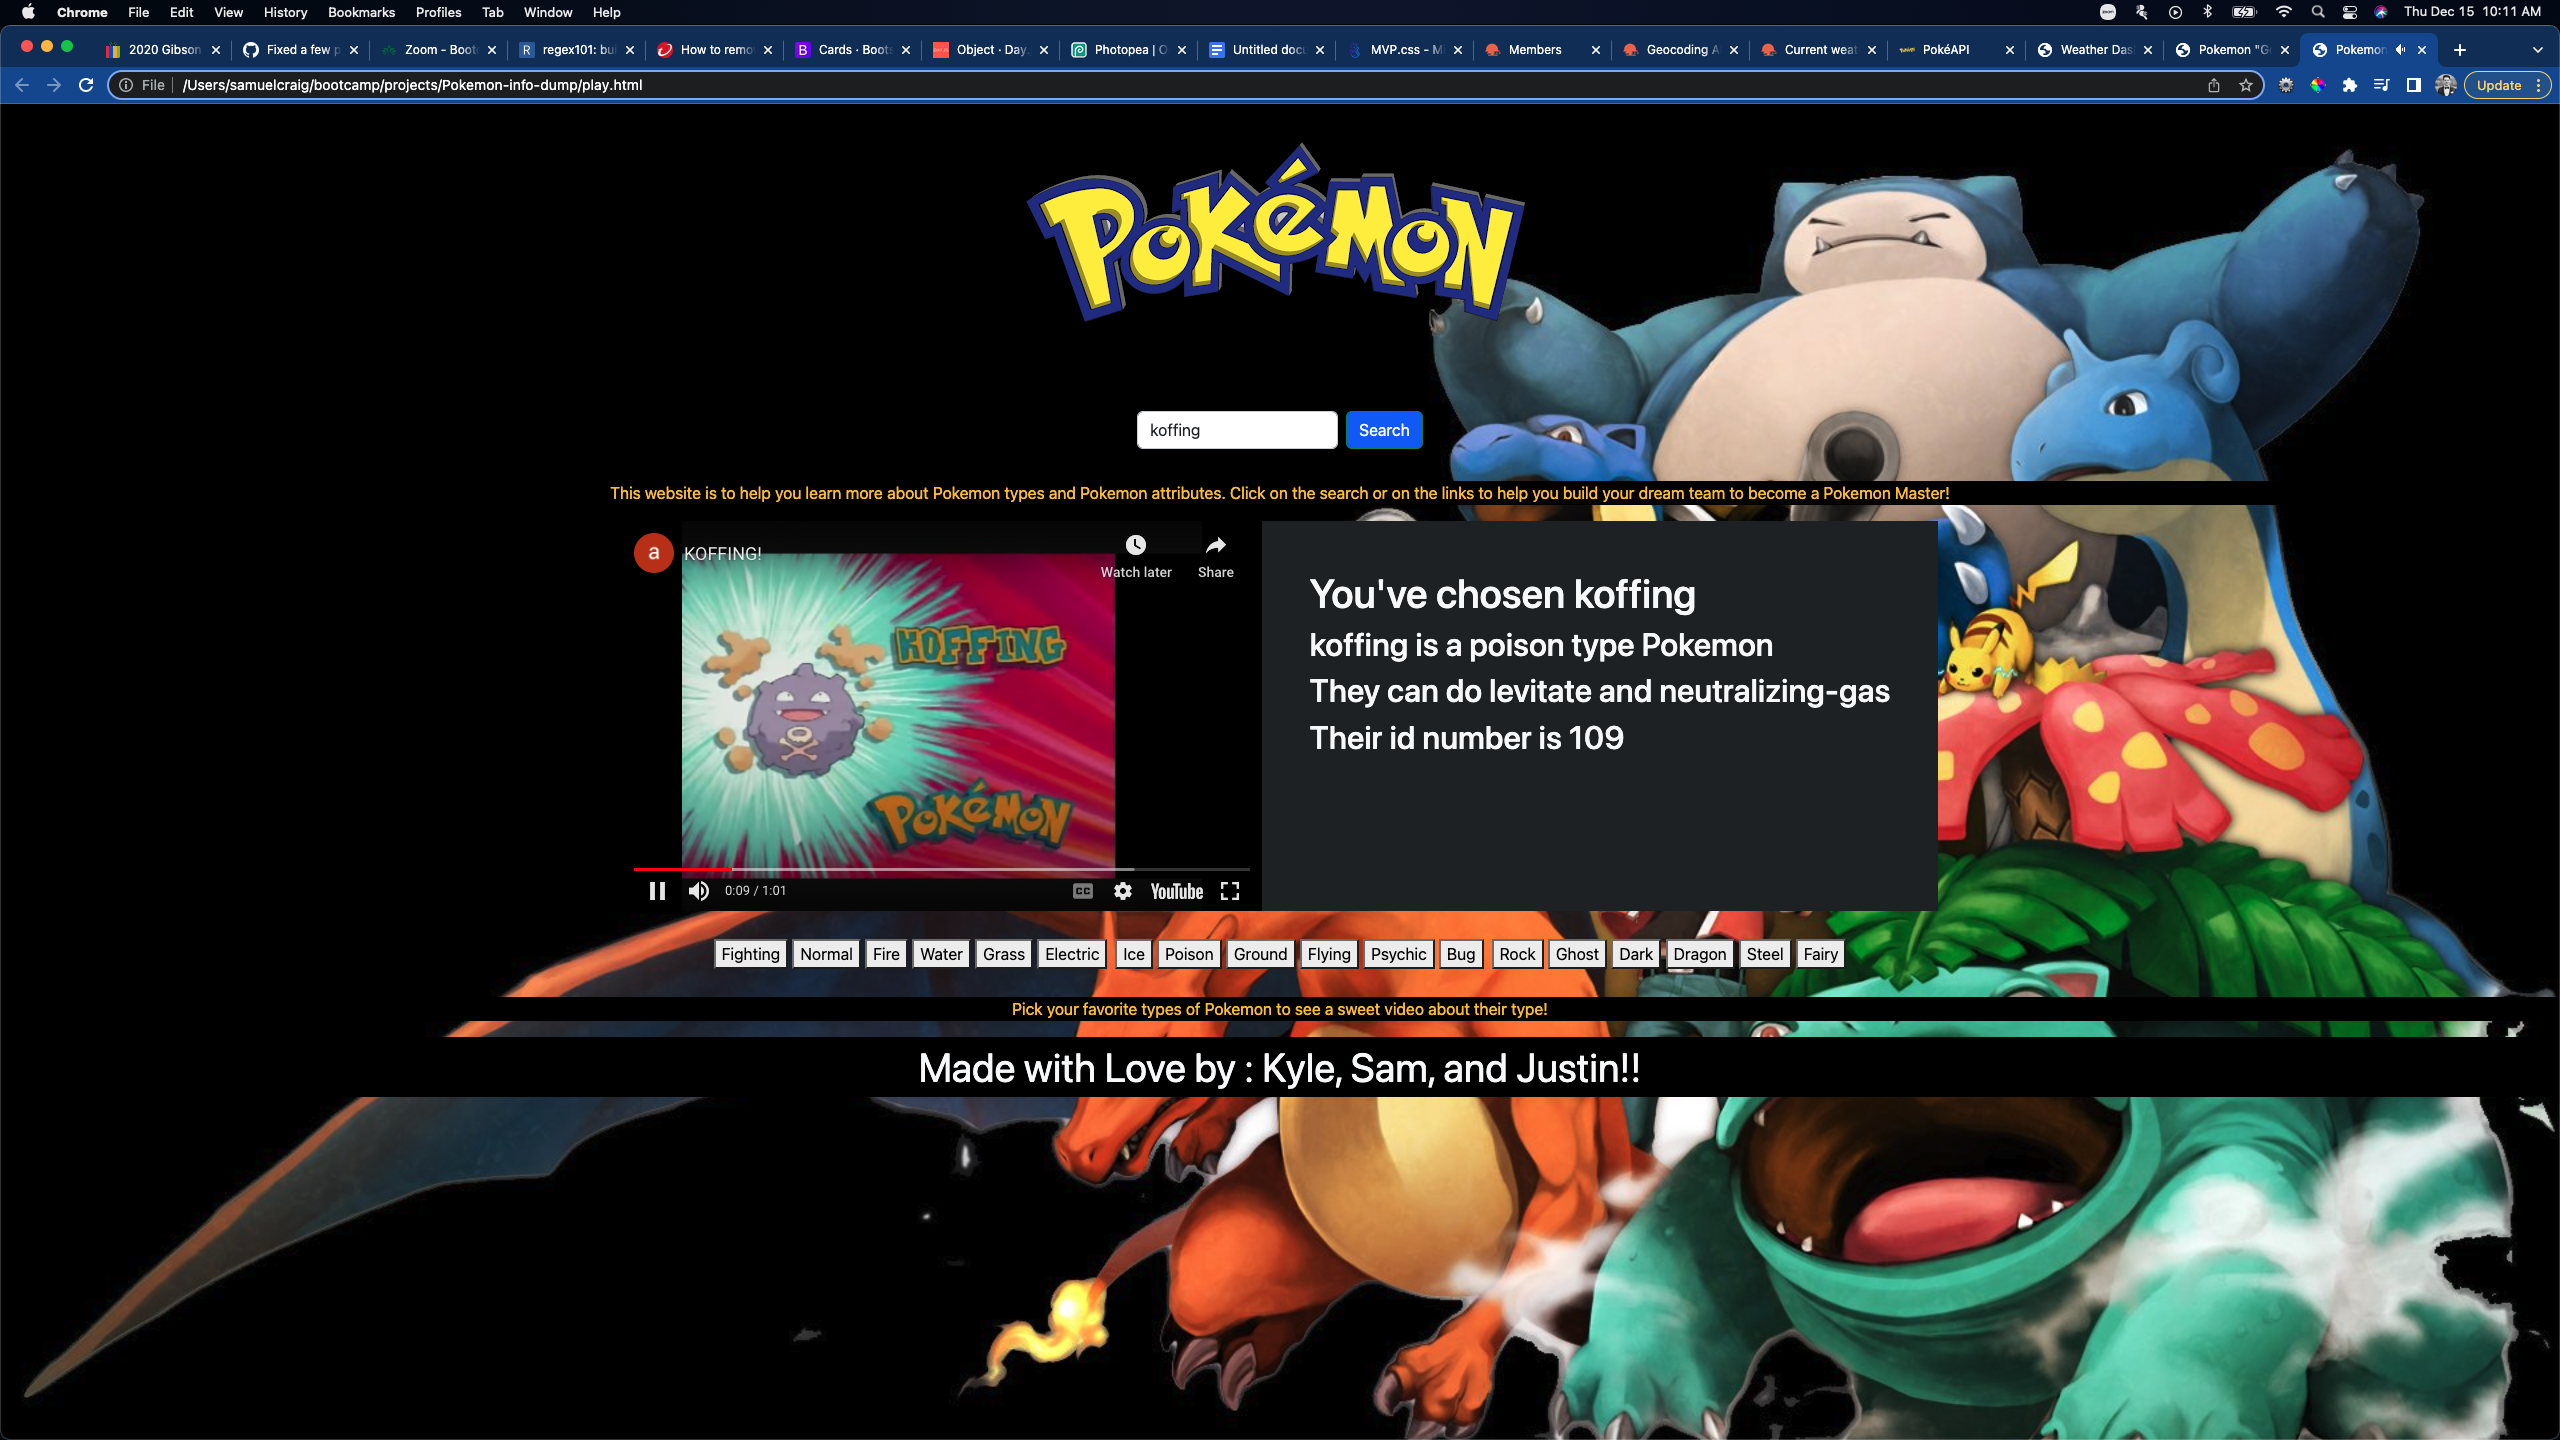 Chrome File Edit View History Bookmarks Profiles Tab Window Help
zoom
Thu Dec 15 10:11 AM
2020 Gibson
Fixed a few p
Zoom - Boot
regex101: bu
How to remo
Cards · Boots
Object · Day
Photopea | O
Untitled docu
MVP.css - M
Members
Geocoding A
Current weat
PokéAPI
Weather Das
Pokemon "G
Pokemon
File
/Users/samuelcraig/bootcamp/projects/Pokemon-info-dump/play.html
Update
POKéMON
koffing
Search
This website is to help you learn more about Pokemon types and Pokemon attributes. Click on the search or on the links to help you build your dream team to become a Pokemon Master!
a
KOFFING!
Watch later
Share
KOFFING
POKéMON
0:09 / 1:01
CC
YouTube
You've chosen koffing
koffing is a poison type Pokemon
They can do levitate and neutralizing-gas
Their id number is 109
Fighting Normal Fire Water Grass Electric Ice Poison Ground Flying Psychic Bug Rock Ghost Dark Dragon Steel Fairy
Pick your favorite types of Pokemon to see a sweet video about their type!
Made with Love by : Kyle, Sam, and Justin!!